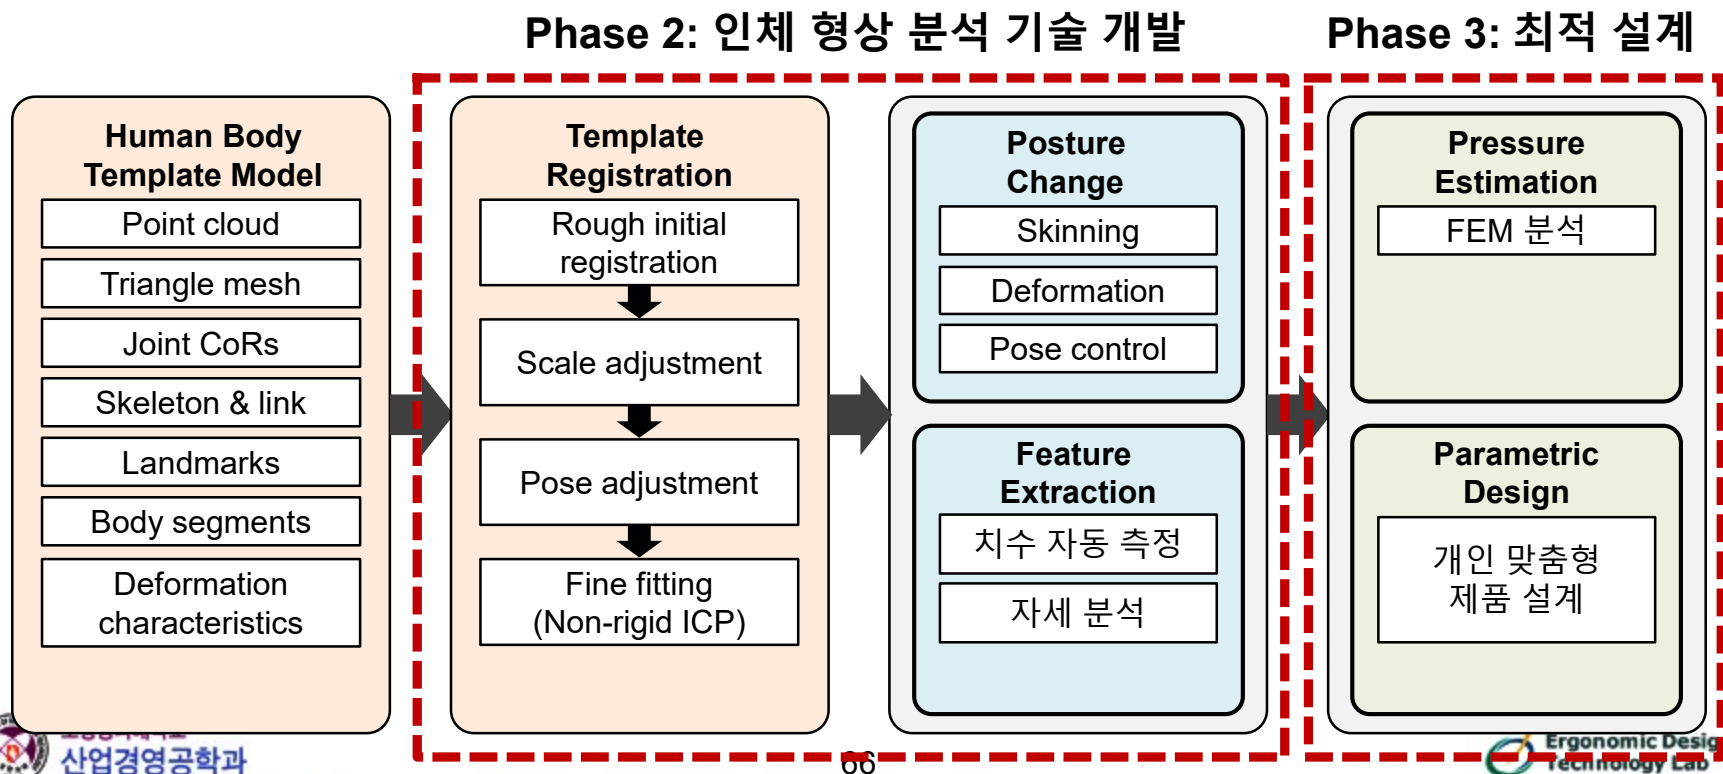 Phase 2: 인체 형상 분석 기술 개발
Phase 3: 최적 설계
Human Body
Template Model
Point cloud
Triangle mesh
Joint CoRs
Skeleton & link
Landmarks
Body segments
Deformation
characteristics
Template
Registration
Rough initial
registration
Scale adjustment
Pose adjustment
Fine fitting
(Non-rigid ICP)
Posture
Change
Skinning
Deformation
Pose control
Feature
Extraction
치수 자동 측정
자세 분석
Pressure
Estimation
FEM 분석
Parametric
Design
개인 맞춤형
제품 설계
산업경영공학과
66
Ergonomic Desig
Technology Lab